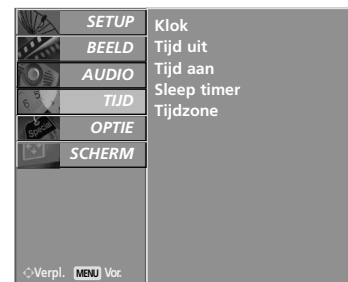 SETUP
BEELD
AUDIO
TIJD
OPTIE
SCHERM
Klok
Tijd uit
Tijd aan
Sleep timer
Tijdzone
Verpl. MENU Vor.